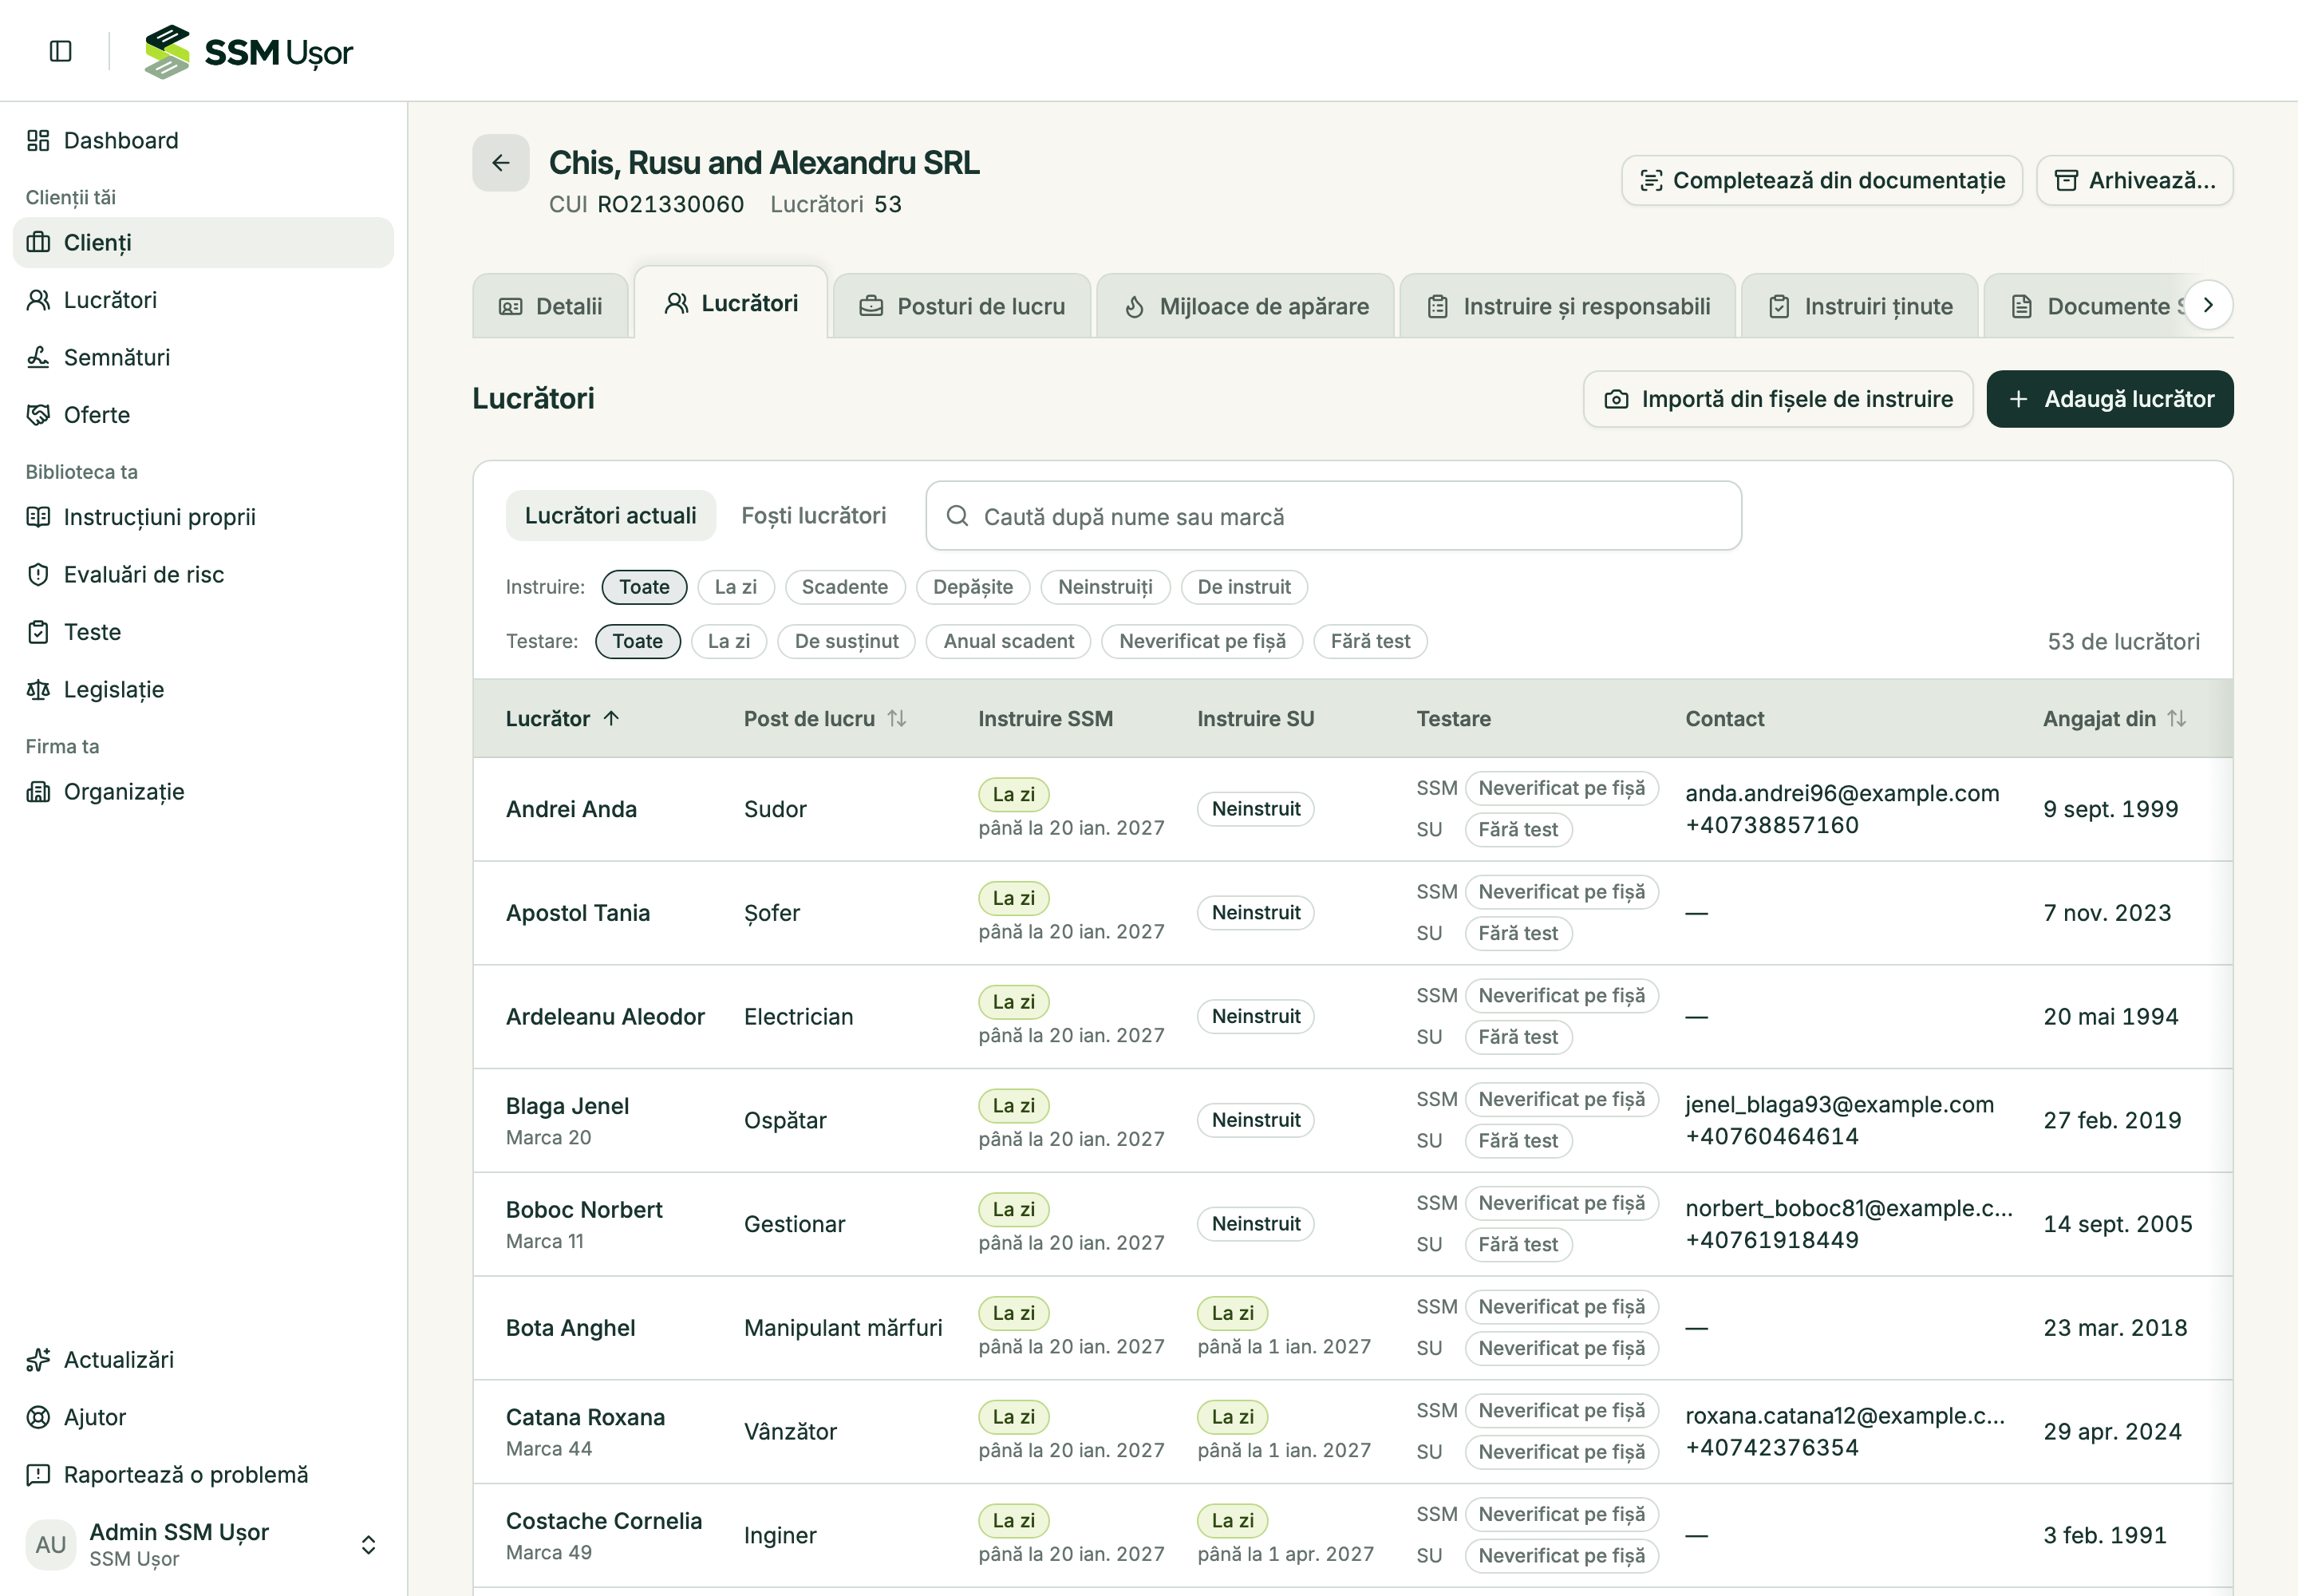 SSM Ușor
Dashboard
Clienții tăi
Clienți
Lucrători
Semnături
Oferte
Biblioteca ta
Instrucțiuni proprii
Evaluări de risc
Teste
Legislație
Firma ta
Organizație
Actualizări
Ajutor
Raportează o problemă
AU
Admin SSM Ușor
SSM Ușor
Chis, Rusu and Alexandru SRL
CUI RO21330060 Lucrători 53
Completează din documentație
Arhivează...
Detalii
Lucrători
Posturi de lucru
Mijloace de apărare
Instruire și responsabili
Instruiri ținute
Documente
Lucrători
Importă din fișele de instruire
Adaugă lucrător
Lucrători actuali
Foști lucrători
Caută după nume sau marcă
Instruire: Toate La zi Scadente Depășite Neinstruiți De instruit
Testare: Toate La zi De susținut Anual scadent Neverificat pe fișă Fără test
53 de lucrători
Lucrător Post de lucru Instruire SSM Instruire SU Testare Contact Angajat din
Andrei Anda
Sudor
La zi
până la 20 ian. 2027
Neinstruit
SSM Neverificat pe fișă
SU Fără test
anda.andrei96@example.com
+40738857160
9 sept. 1999
Apostol Tania
Șofer
La zi
până la 20 ian. 2027
Neinstruit
SSM Neverificat pe fișă
SU Fără test
—
7 nov. 2023
Ardeleanu Aleodor
Electrician
La zi
până la 20 ian. 2027
Neinstruit
SSM Neverificat pe fișă
SU Fără test
—
20 mai 1994
Blaga Jenel
Marca 20
Ospătar
La zi
până la 20 ian. 2027
Neinstruit
SSM Neverificat pe fișă
SU Fără test
jenel_blaga93@example.com
+40760464614
27 feb. 2019
Boboc Norbert
Marca 11
Gestionar
La zi
până la 20 ian. 2027
Neinstruit
SSM Neverificat pe fișă
SU Fără test
norbert_boboc81@example.c...
+40761918449
14 sept. 2005
Bota Anghel
Manipulant mărfuri
La zi
până la 20 ian. 2027
La zi
până la 1 ian. 2027
SSM Neverificat pe fișă
SU Neverificat pe fișă
—
23 mar. 2018
Catana Roxana
Marca 44
Vânzător
La zi
până la 20 ian. 2027
La zi
până la 1 ian. 2027
SSM Neverificat pe fișă
SU Neverificat pe fișă
roxana.catana12@example.c...
+40742376354
29 apr. 2024
Costache Cornelia
Marca 49
Inginer
La zi
până la 20 ian. 2027
La zi
până la 1 apr. 2027
SSM Neverificat pe fișă
SU Neverificat pe fișă
—
3 feb. 1991